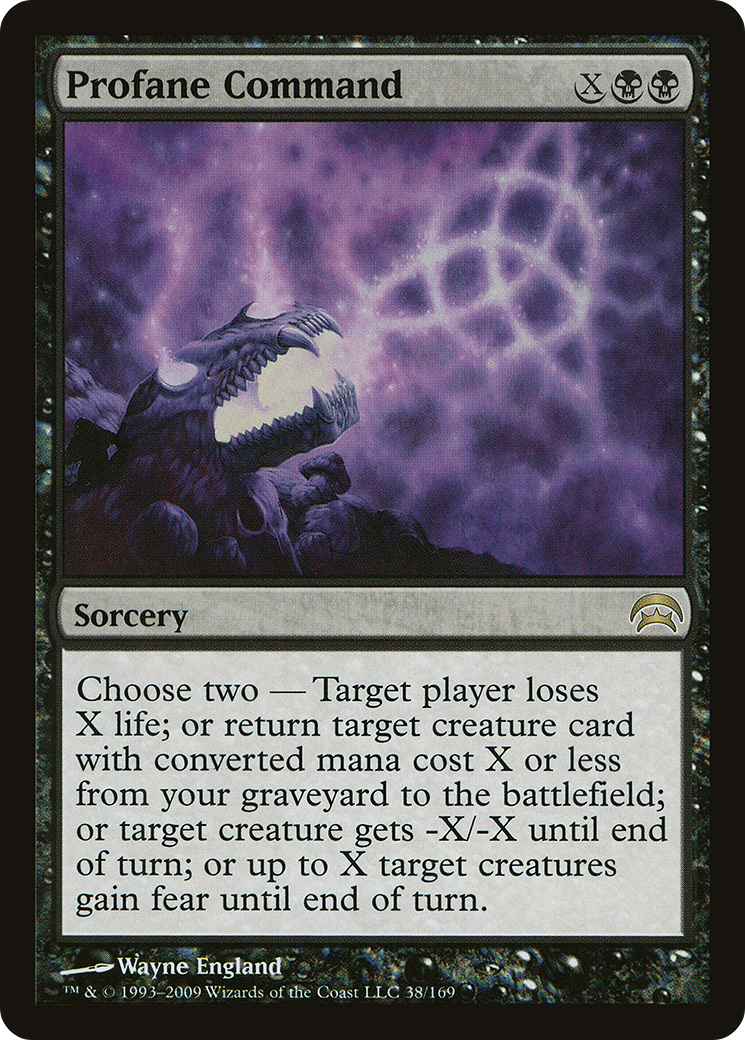 Profane Command X
Sorcery
Choose two — Target player loses
X life; or return target creature card
with converted mana cost X or less
from your graveyard to the battlefield;
or target creature gets -X/-X until end
of turn; or up to X target creatures
gain fear until end of turn.
Wayne England
™ & © 1993–2009 Wizards of the Coast LLC 38/169